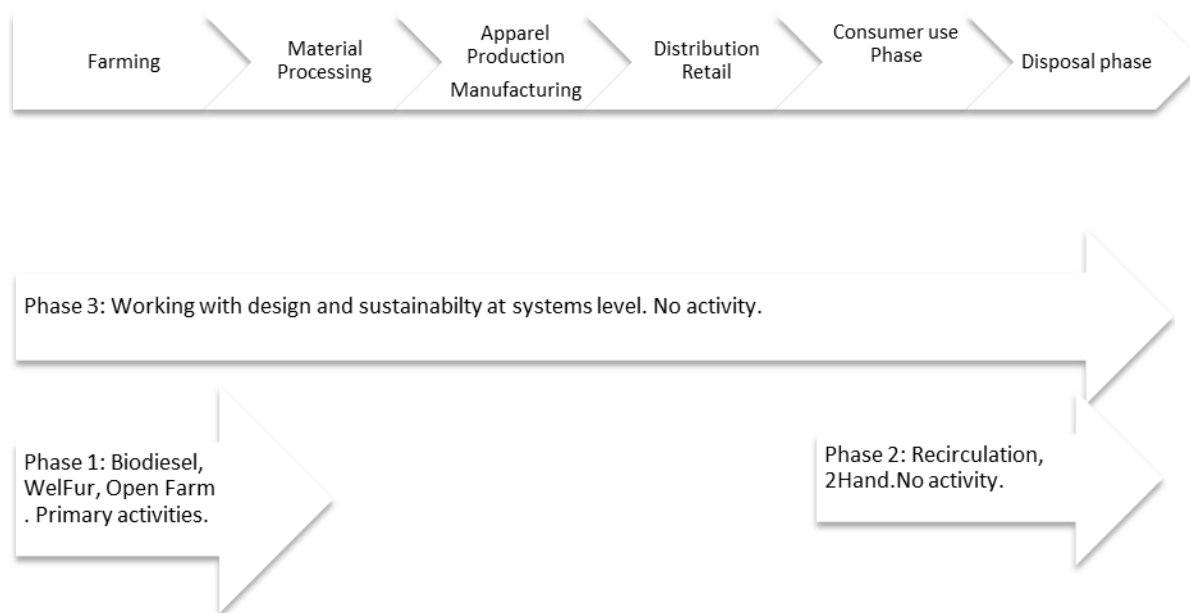 Farming
Material
Processing
Apparel
Production
Manufacturing
Distribution
Retail
Consumer use
Phase
Disposal phase
Phase 3: Working with design and sustainabilty at systems level. No activity.
Phase 1: Biodiesel,
WelFur, Open Farm
. Primary activities.
Phase 2: Recirculation,
2Hand.No activity.